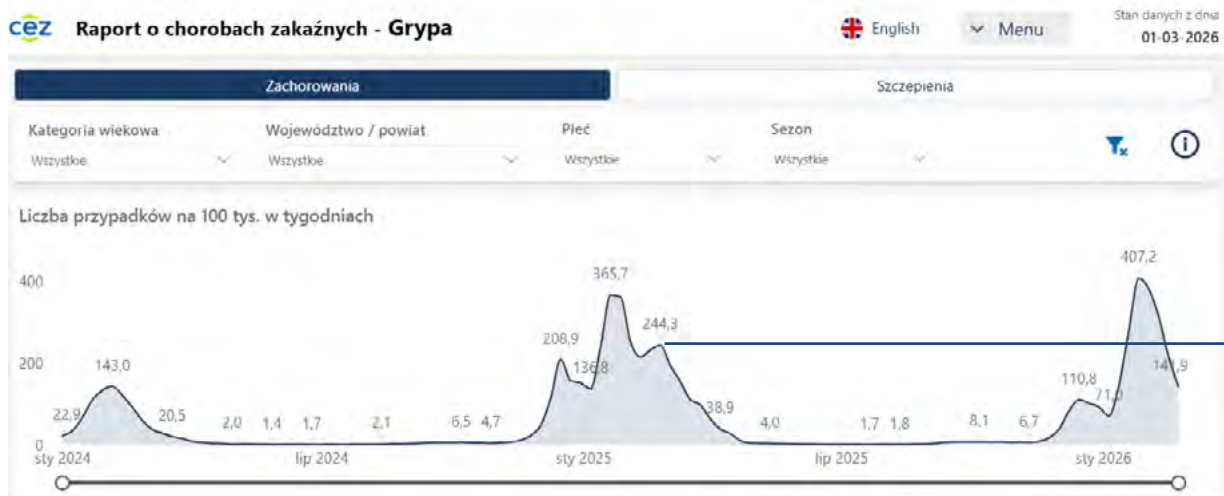 cez Raport o chorobach zakaźnych - Grypa English Menu Stan danych z dnia
01-03-2026
Zachorowania Szczepienia
Kategoria wiekowa Województwo / powiat Płeć Sezon
Wszystkie Wszystkie Wszystkie Wszystkie
Liczba przypadków na 100 tys. w tygodniach
407,2
400 365,7
208,9 244,3
200 143,0 136,8 110,8 141,9
22,9 20,5 2,0 1,4 1,7 2,1 6,5 4,7 38,9 4,0 1,7 1,8 8,1 6,7
0
sty 2024 lip 2024 sty 2025 lip 2025 sty 2026